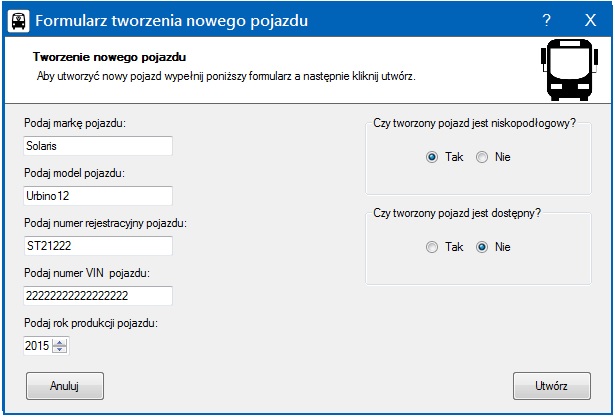 Formularz tworzenia nowego pojazdu ? X
Tworzenie nowego pojazdu
Aby utworzyć nowy pojazd wypełnij poniższy formularz a następnie kliknij utwórz.
Podaj markę pojazdu:
Solaris
Podaj model pojazdu:
Urbino12
Podaj numer rejestracyjny pojazdu:
ST21222
Podaj numer VIN pojazdu:
22222222222222222
Podaj rok produkcji pojazdu:
2015
Czy tworzony pojazd jest niskopodłogowy?
Tak Nie
Czy tworzony pojazd jest dostępny?
Tak Nie
Anuluj
Utwórz